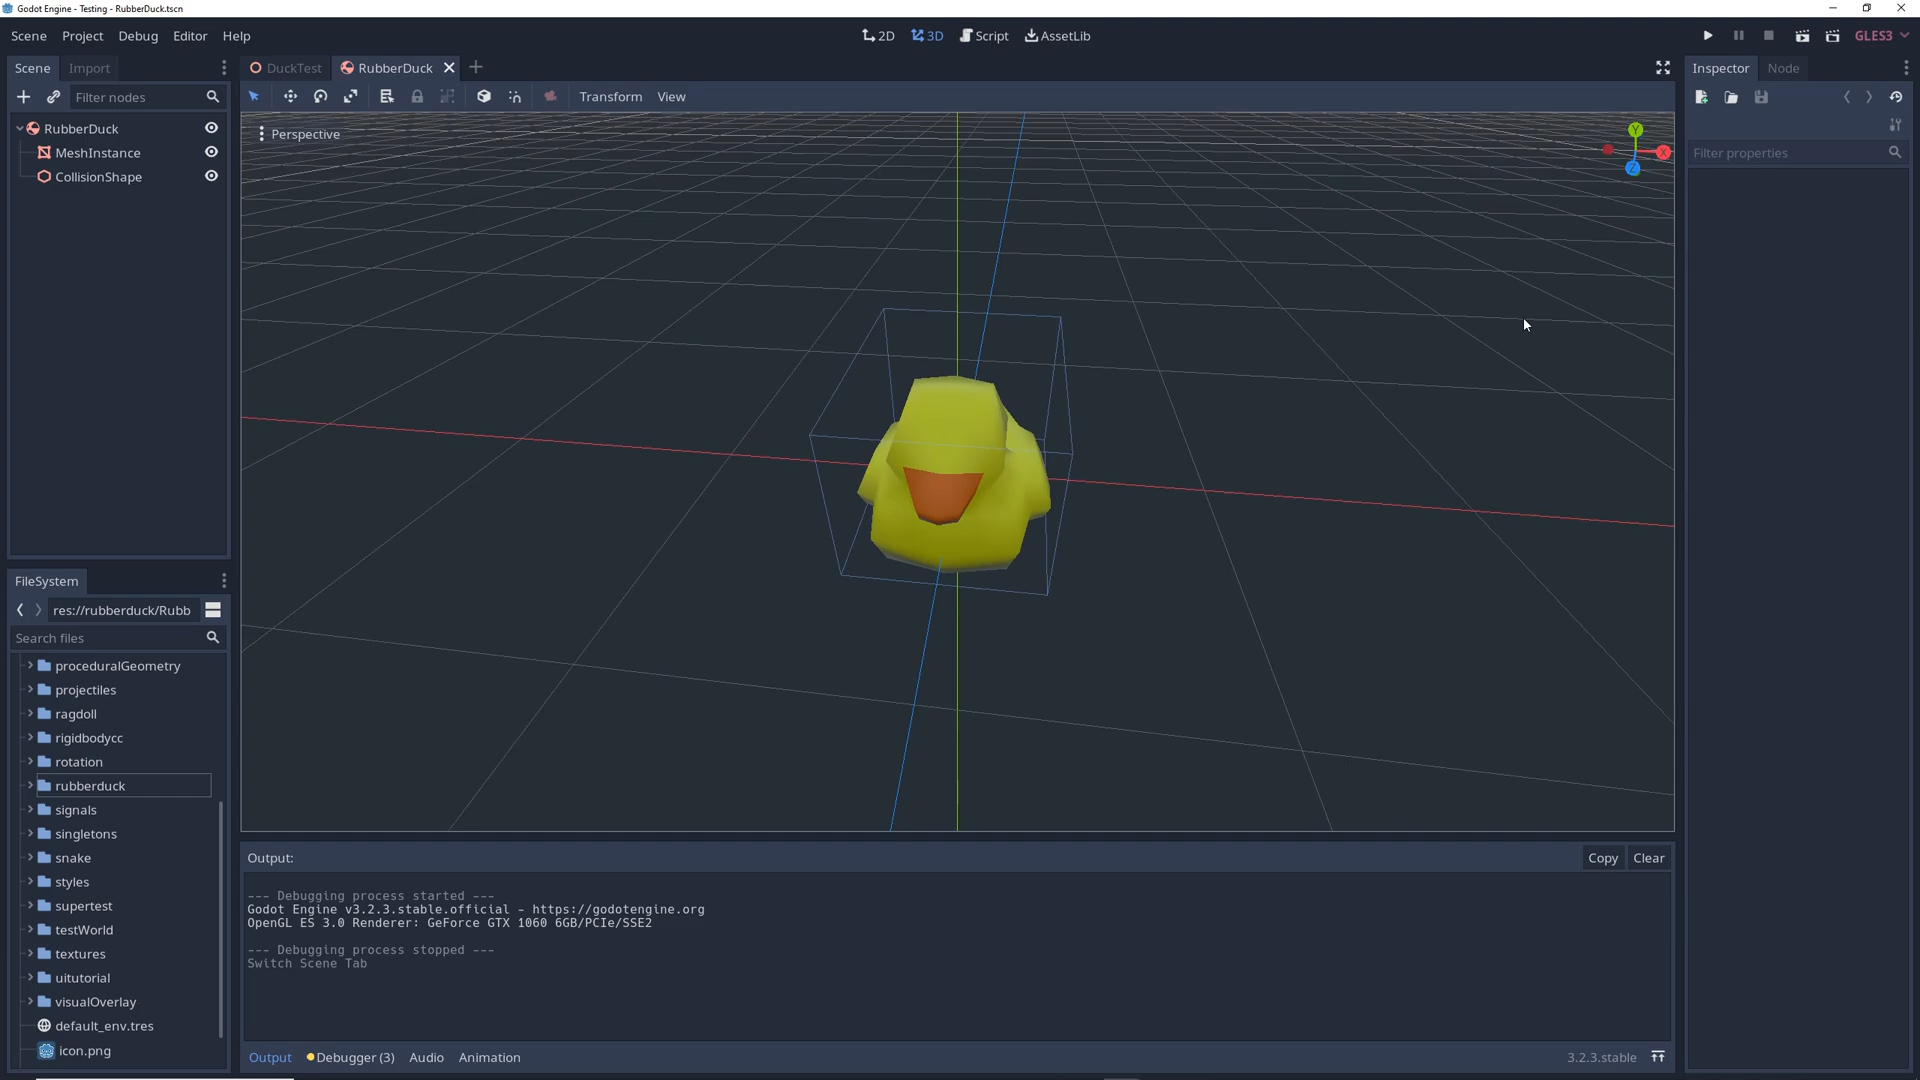 Godot Engine - Testing - RubberDuck.tscn
Scene Project Debug Editor Help
2D 3D Script AssetLib
GLES3
Scene Import
DuckTest RubberDuck
Inspector Node
Filter nodes
Transform View
RubberDuck
MeshInstance
CollisionShape
Perspective
Y
X
Z
Filter properties
FileSystem
res://rubberduck/Rubb
Search files
proceduralGeometry
projectiles
ragdoll
rigidbodycc
rotation
rubberduck
signals
singletons
snake
styles
supertest
testWorld
textures
uitutorial
visualOverlay
default_env.tres
icon.png
Output:
Copy Clear
--- Debugging process started ---
Godot Engine v3.2.3.stable.official - https://godotengine.org
OpenGL ES 3.0 Renderer: GeForce GTX 1060 6GB/PCIe/SSE2
--- Debugging process stopped ---
Switch Scene Tab
Output Debugger (3) Audio Animation
3.2.3.stable